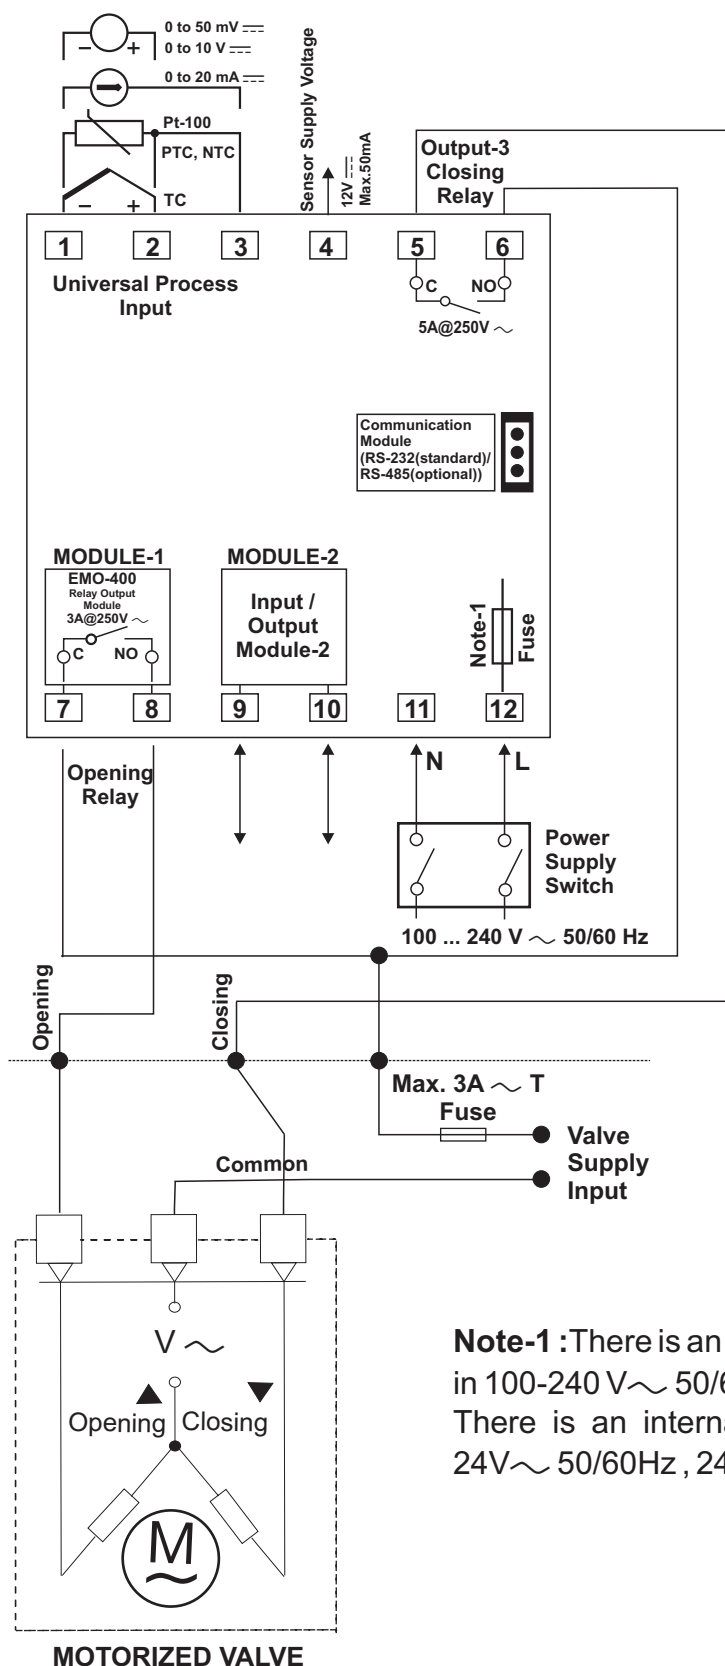 0 to 50 mV
0 to 10 V
− +
0 to 20 mA
Pt-100
PTC, NTC
TC
− +
Sensor Supply Voltage
12V
Max.50mA
Output-3
Closing
Relay
1 2 3 4 5 6
Universal Process
Input
C NO
5A@250V ~
Communication
Module
(RS-232(standard)/
RS-485(optional))
MODULE-1
EMO-400
Relay Output
Module
3A@250V ~
C NO
MODULE-2
Input /
Output
Module-2
Note-1
Fuse
7 8 9 10 11 12
Opening
Relay
N L
Power
Supply
Switch
100 ... 240 V ~ 50/60 Hz
Opening
Closing
Max. 3A ~ T
Fuse
Valve
Supply
Input
Common
V ~
Opening Closing
M
~
MOTORIZED VALVE
Note-1 :There is an
in 100-240 V~ 50/6
There is an interna
24V~ 50/60Hz , 24